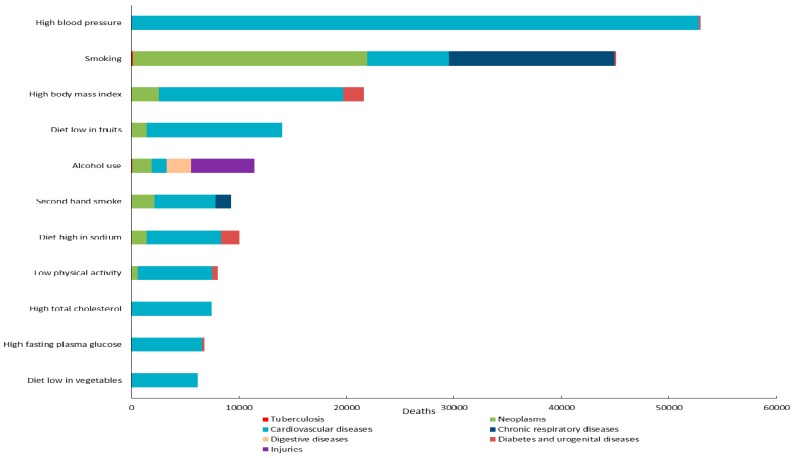 High blood pressure
Smoking
High body mass index
Diet low in fruits
Alcohol use
Second hand smoke
Diet high in sodium
Low physical activity
High total cholesterol
High fasting plasma glucose
Diet low in vegetables
0 10000 20000 30000 40000 50000 60000
Deaths
Tuberculosis Neoplasms
Cardiovascular diseases Chronic respiratory diseases
Digestive diseases Diabetes and urogenital diseases
Injuries